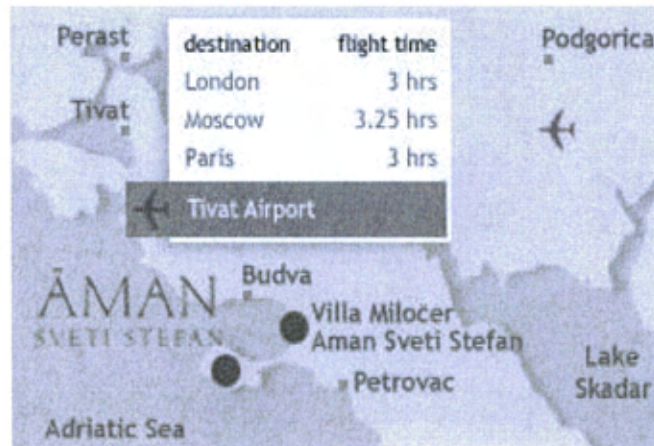 Perast
destination flight time
Podgorica
London 3 hrs
Tivat
Moscow 3.25 hrs
Paris 3 hrs
Tivat Airport
ĀMAN
SVETI STEFAN
Budva
Villa Miločer
Aman Sveti Stefan
Petrovac
Lake
Skadar
Adriatic Sea